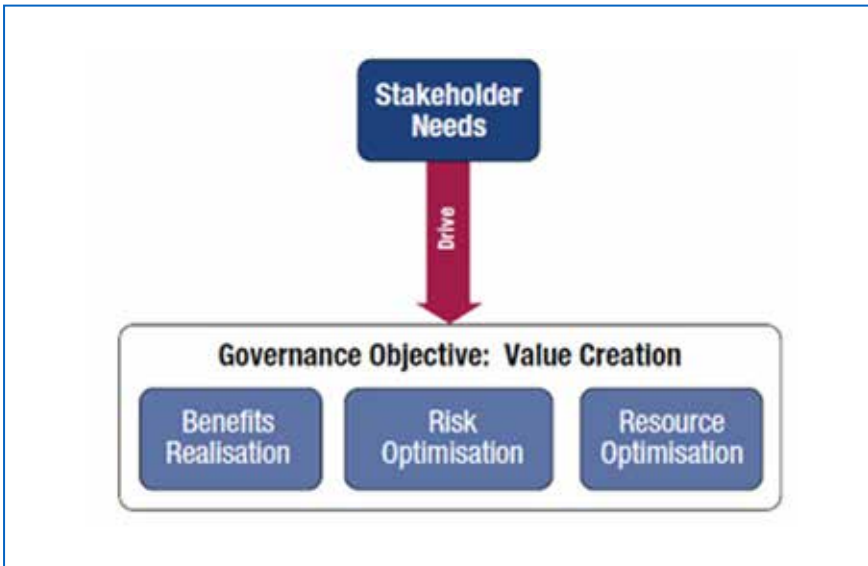 Stakeholder
Needs
Drive
Governance Objective: Value Creation
Benefits
Realisation
Risk
Optimisation
Resource
Optimisation